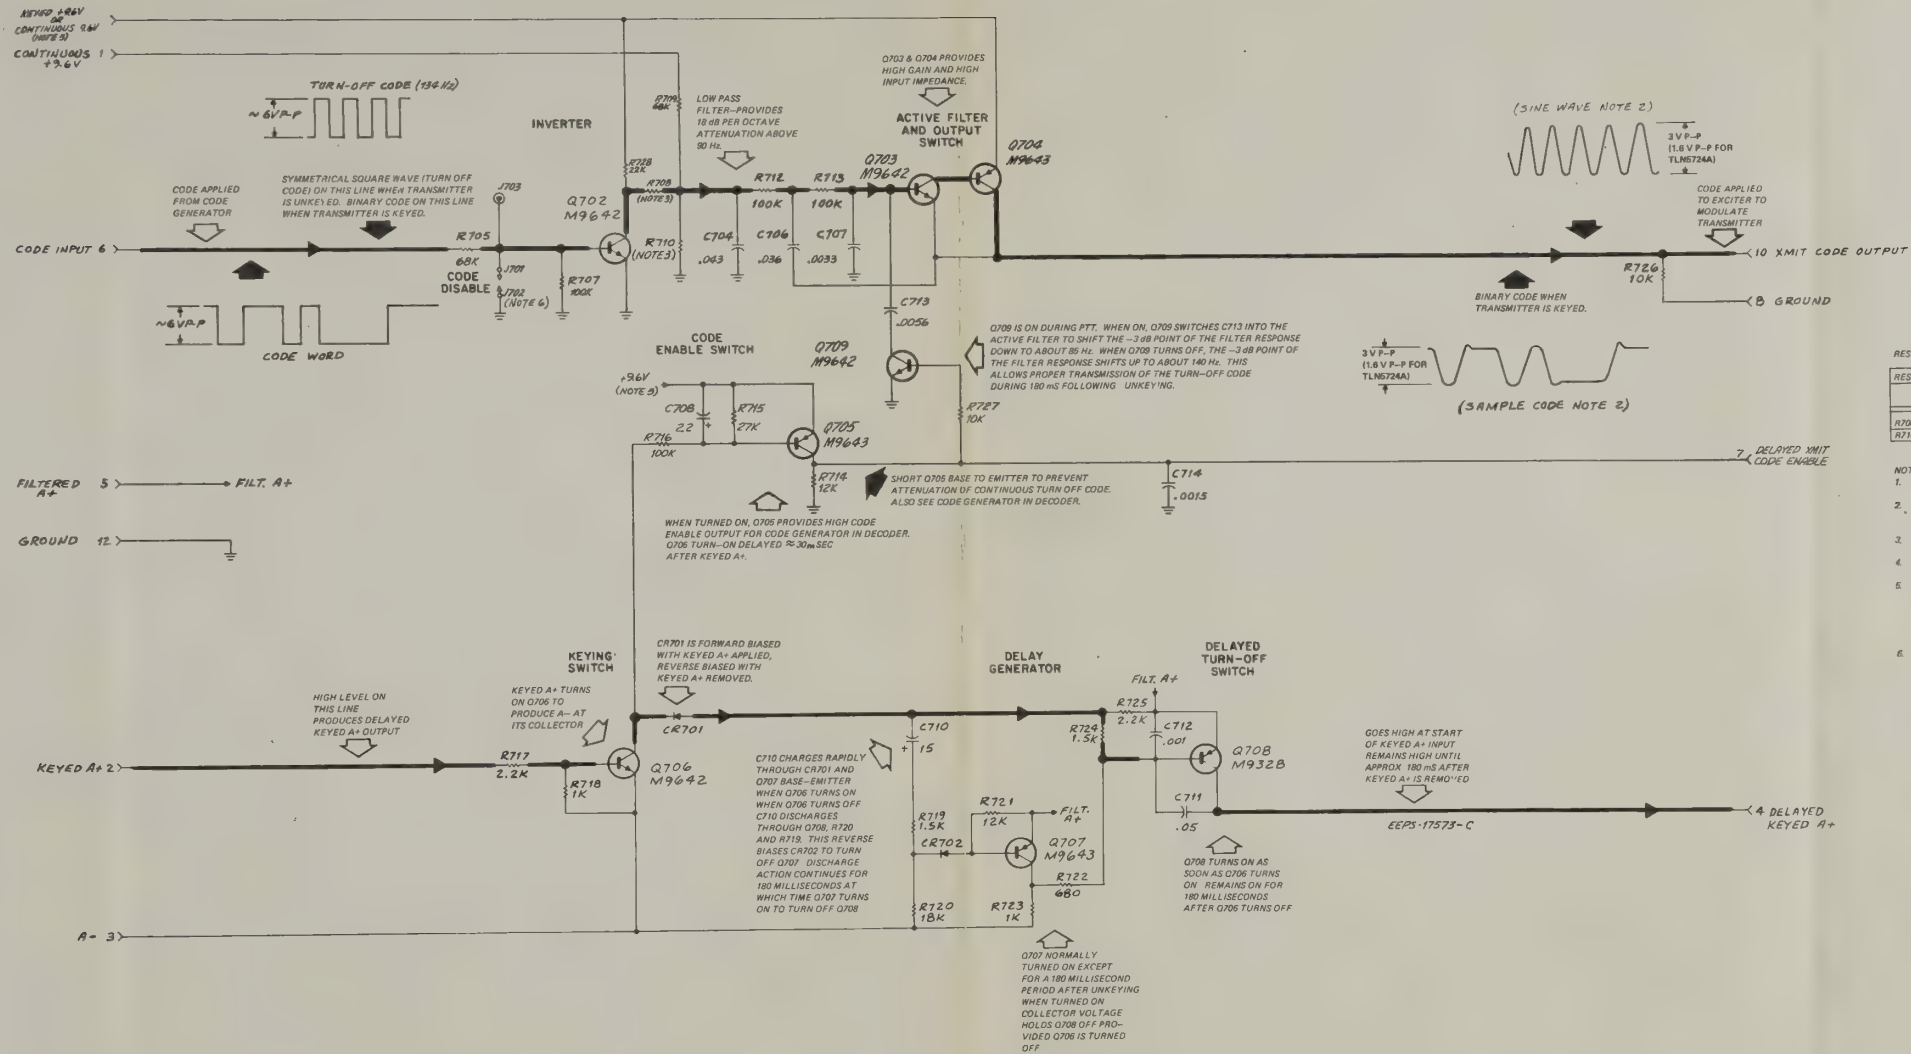 KEYED +9.6V
OR
CONTINUOUS 9.6V
(NOTE 5)
CONTINUOUS 1
+9.6V
TURN-OFF CODE (134 Hz)
~6V P-P
INVERTER
R709
68K
LOW PASS
FILTER–PROVIDES
18 dB PER OCTAVE
ATTENUATION ABOVE
90 Hz.
Q703 & Q704 PROVIDES
HIGH GAIN AND HIGH
INPUT IMPEDANCE.
ACTIVE FILTER
AND OUTPUT
SWITCH
Q703
M9642
Q704
M9643
(SINE WAVE NOTE 2)
3 V P–P
(1.6 V P–P FOR
TLN5724A)
CODE APPLIED
FROM CODE
GENERATOR
SYMMETRICAL SQUARE WAVE (TURN OFF
CODE) ON THIS LINE WHEN TRANSMITTER
IS UNKEYED. BINARY CODE ON THIS LINE
WHEN TRANSMITTER IS KEYED.
J703
Q702
M9642
R728
22K
R708
(NOTE3)
R712
100K
R713
100K
CODE APPLIED
TO EXCITER TO
MODULATE
TRANSMITTER
CODE INPUT 6
R705
68K
CODE
DISABLE
J701
J702
(NOTE 6)
R707
100K
R710
(NOTE3)
C704
.043
C706
.036
C707
.0033
10 XMIT CODE OUTPUT
R726
10K
8 GROUND
~6V P-P
CODE WORD
C713
.0056
BINARY CODE WHEN
TRANSMITTER IS KEYED.
CODE
ENABLE SWITCH
Q709
M9642
Q709 IS ON DURING PTT. WHEN ON, Q709 SWITCHES C713 INTO THE
ACTIVE FILTER TO SHIFT THE –3 dB POINT OF THE FILTER RESPONSE
DOWN TO ABOUT 85 Hz. WHEN Q709 TURNS OFF, THE –3 dB POINT OF
THE FILTER RESPONSE SHIFTS UP TO ABOUT 140 Hz. THIS
ALLOWS PROPER TRANSMISSION OF THE TURN-OFF CODE
DURING 180 mS FOLLOWING UNKEYING.
3 V P–P
(1.6 V P–P FOR
TLN5724A)
(SAMPLE CODE NOTE 2)
+9.6V
(NOTE 5)
C708
22
R715
27K
R716
100K
Q705
M9643
R727
10K
RES
RES
R70
R71
7 DELAYED XMIT
CODE ENABLE
FILTERED 5
A+
FILT. A+
R714
12K
SHORT Q705 BASE TO EMITTER TO PREVENT
ATTENUATION OF CONTINUOUS TURN OFF CODE.
ALSO SEE CODE GENERATOR IN DECODER.
C714
.0015
NOT
1.
2.
3.
4.
5.
6.
WHEN TURNED ON, Q705 PROVIDES HIGH CODE
ENABLE OUTPUT FOR CODE GENERATOR IN DECODER.
Q705 TURN–ON DELAYED ≈ 30 mSEC
AFTER KEYED A+.
GROUND 12
KEYING
SWITCH
CR701 IS FORWARD BIASED
WITH KEYED A+ APPLIED,
REVERSE BIASED WITH
KEYED A+ REMOVED.
DELAY
GENERATOR
DELAYED
TURN–OFF
SWITCH
HIGH LEVEL ON
THIS LINE
PRODUCES DELAYED
KEYED A+ OUTPUT
KEYED A+ TURNS
ON Q706 TO
PRODUCE A– AT
ITS COLLECTOR
CR701
C710
15
FILT. A+
R725
2.2K
R724
1.5K
C712
.001
Q708
M9328
GOES HIGH AT START
OF KEYED A+ INPUT
REMAINS HIGH UNTIL
APPROX 180 mS AFTER
KEYED A+ IS REMOVED
KEYED A+ 2
R717
2.2K
R718
1K
Q706
M9642
C710 CHARGES RAPIDLY
THROUGH CR701 AND
Q707 BASE–EMITTER
WHEN Q706 TURNS ON
WHEN Q706 TURNS OFF
C710 DISCHARGES
THROUGH Q708, R720
AND R719. THIS REVERSE
BIASES CR702 TO TURN
OFF Q707 DISCHARGE
ACTION CONTINUES FOR
180 MILLISECONDS AT
WHICH TIME Q707 TURNS
ON TO TURN OFF Q708
R719
1.5K
CR702
R721
12K
FILT.
A+
Q707
M9643
C711
.05
EEPS-17573-C
4 DELAYED
KEYED A+
R722
680
R720
18K
R723
1K
Q708 TURNS ON AS
SOON AS Q706 TURNS
ON REMAINS ON FOR
180 MILLISECONDS
AFTER Q706 TURNS OFF
A- 3
Q707 NORMALLY
TURNED ON EXCEPT
FOR A 180 MILLISECOND
PERIOD AFTER UNKEYING
WHEN TURNED ON
COLLECTOR VOLTAGE
HOLDS Q708 OFF PRO–
VIDED Q706 IS TURNED
OFF